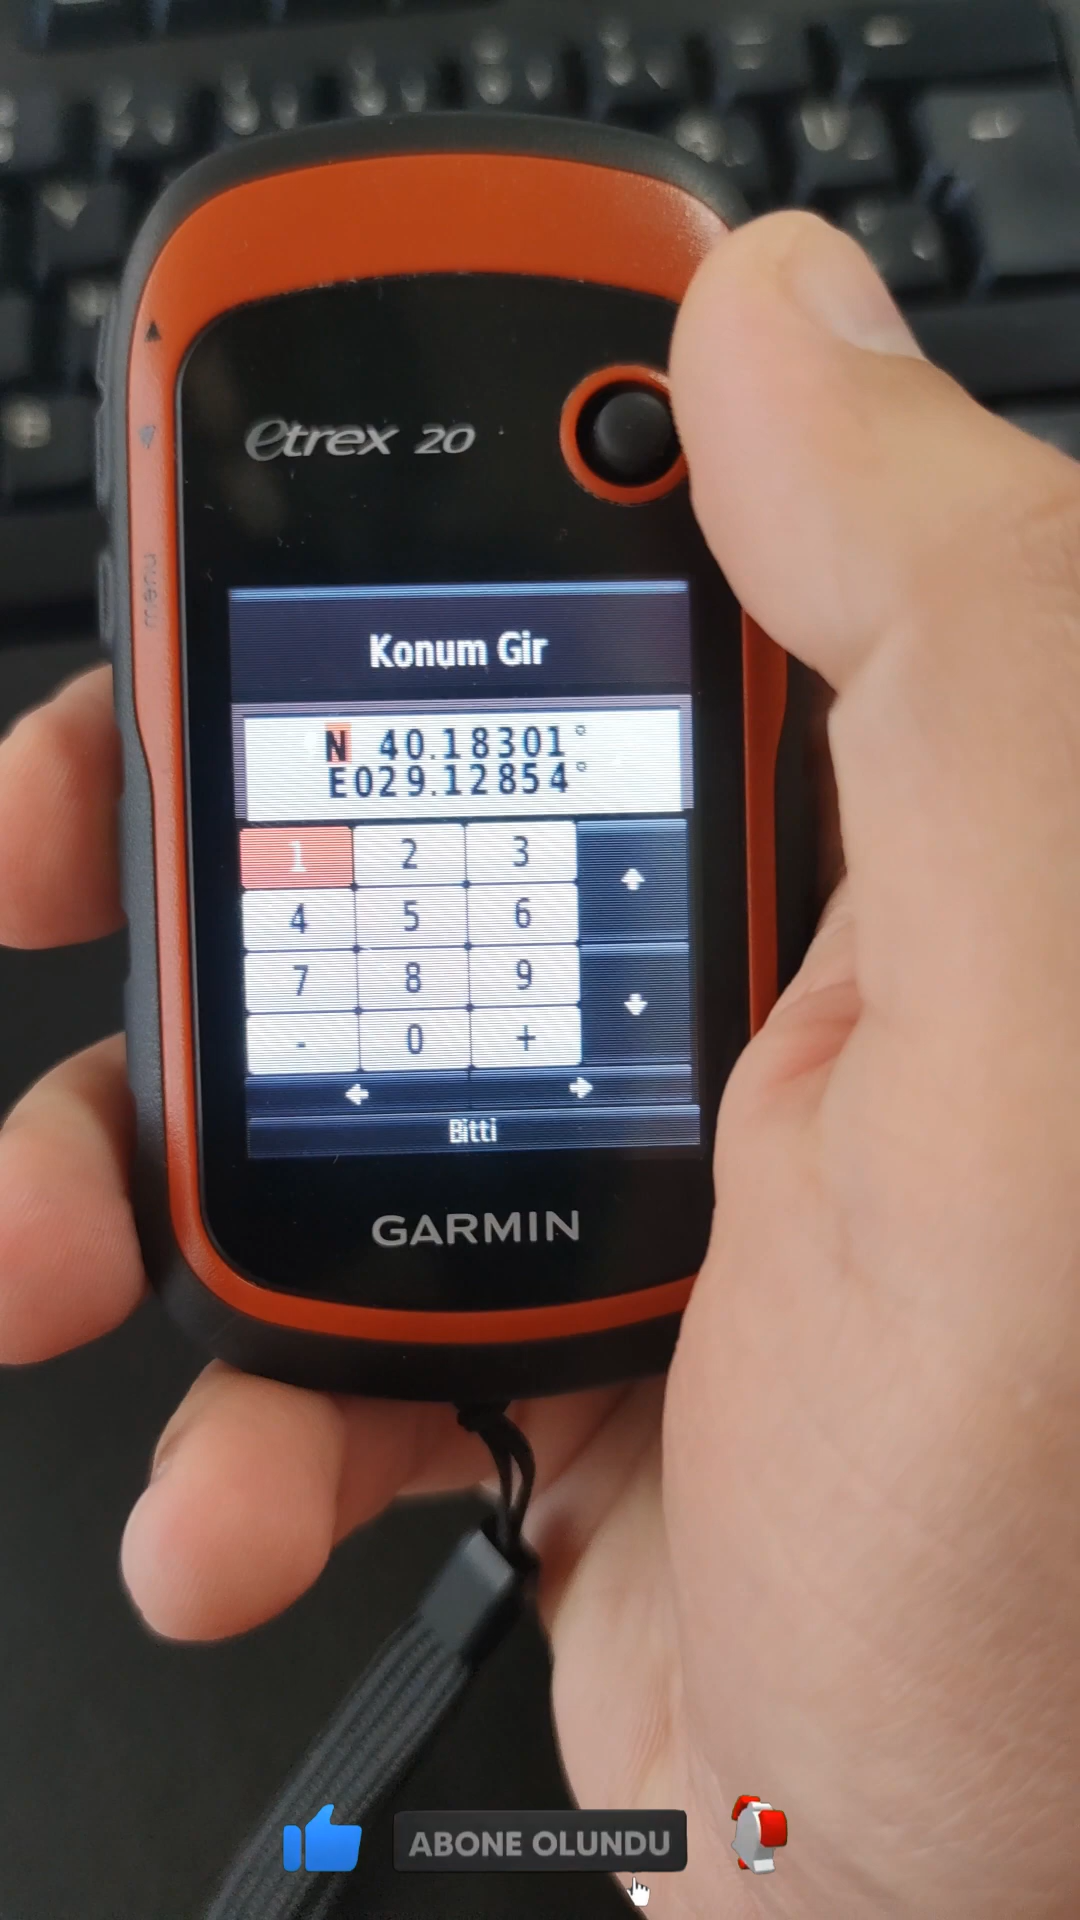 etrex 20
menu
Konum Gir
N 40.18301°
E029.12854°
1 2 3
4 5 6
7 8 9
- 0 +
Bitti
GARMIN
ABONE OLUNDU